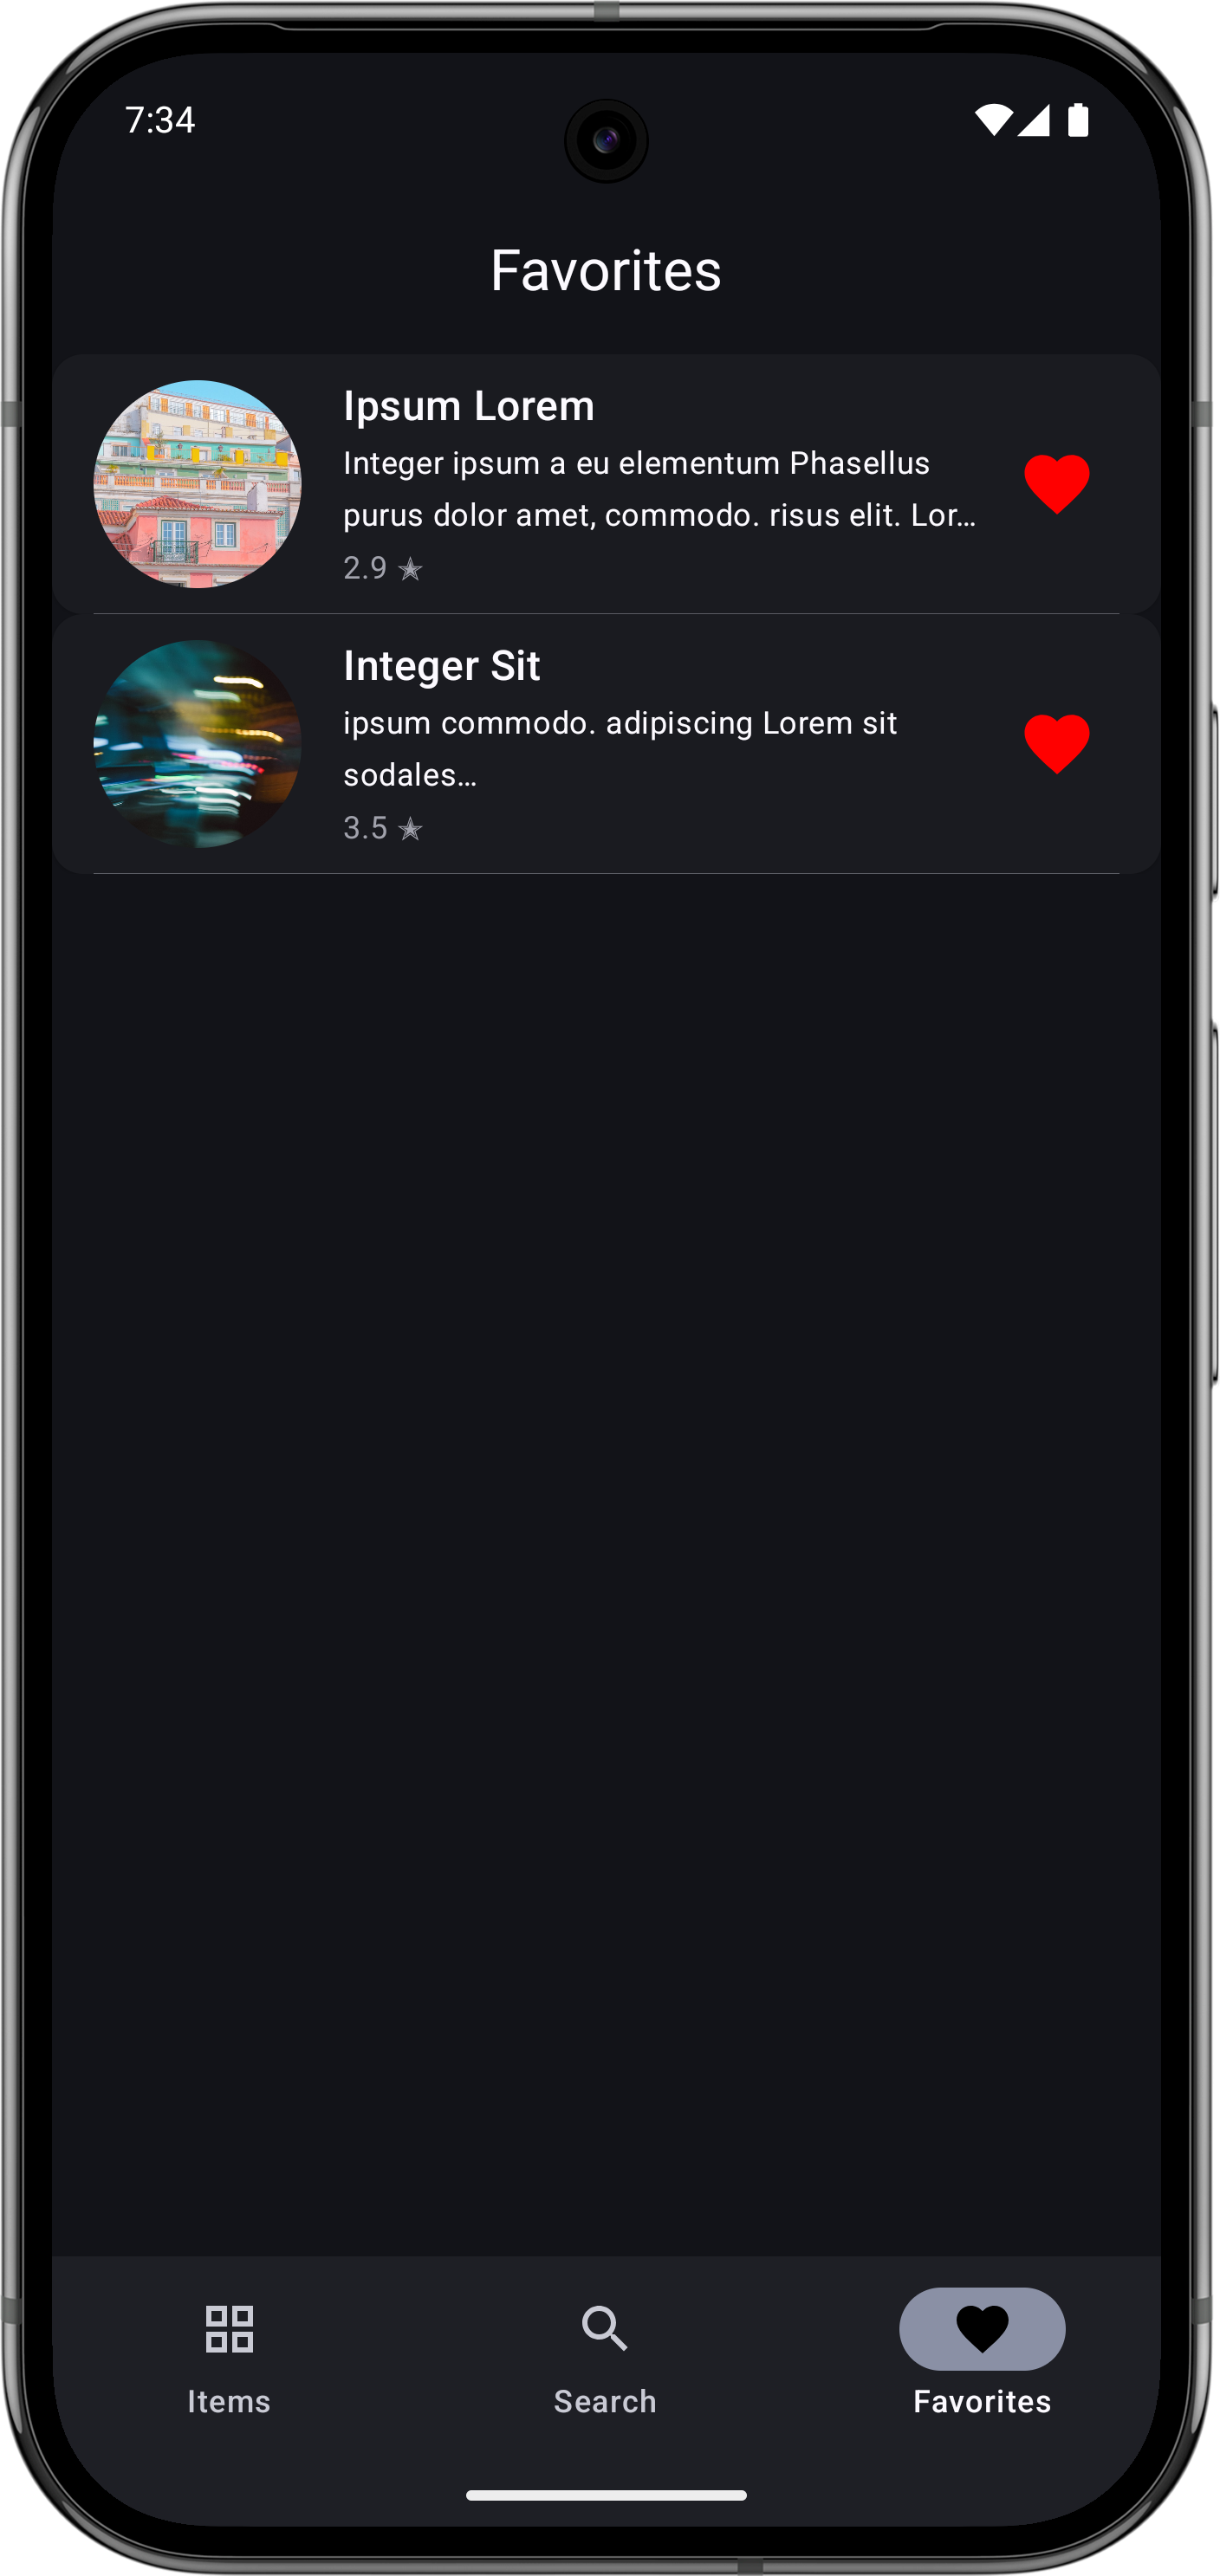 7:34
Favorites
Ipsum Lorem
Integer ipsum a eu elementum Phasellus
purus dolor amet, commodo. risus elit. Lor…
2.9 ✭
Integer Sit
ipsum commodo. adipiscing Lorem sit
sodales…
3.5 ✭
Items
Search
Favorites